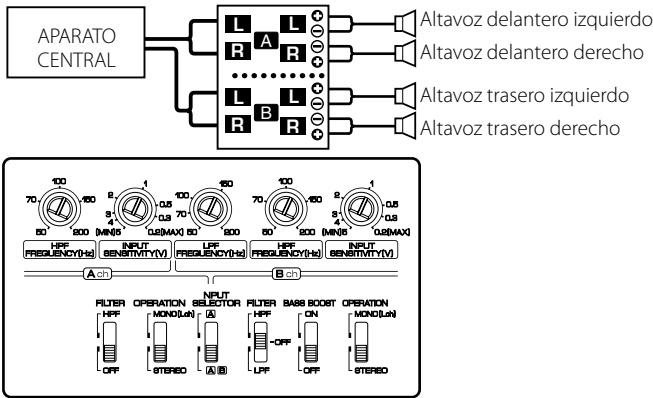 APARATO
CENTRAL
L L
R A R
L L
R B R
Altavoz delantero izquierdo
Altavoz delantero derecho
Altavoz trasero izquierdo
Altavoz trasero derecho
50 70 100 150 200
HPF
FREQUENCY(Hz)
(MIN)5 4 3 2 1 0.5 0.3 0.2(MAX)
INPUT
SENSITIVITY(V)
50 70 100 150 200
LPF
FREQUENCY(Hz)
50 70 100 150 200
HPF
FREQUENCY(Hz)
(MIN)5 4 3 2 1 0.5 0.3 0.2(MAX)
INPUT
SENSITIVITY(V)
A ch
B ch
FILTER
HPF
OFF
OPERATION
MONO(Lch)
STEREO
NPUT
SELECTOR
A
A B
FILTER
HPF
OFF
LPF
BASS BOOST
ON
OFF
OPERATION
MONO(Lch)
STEREO